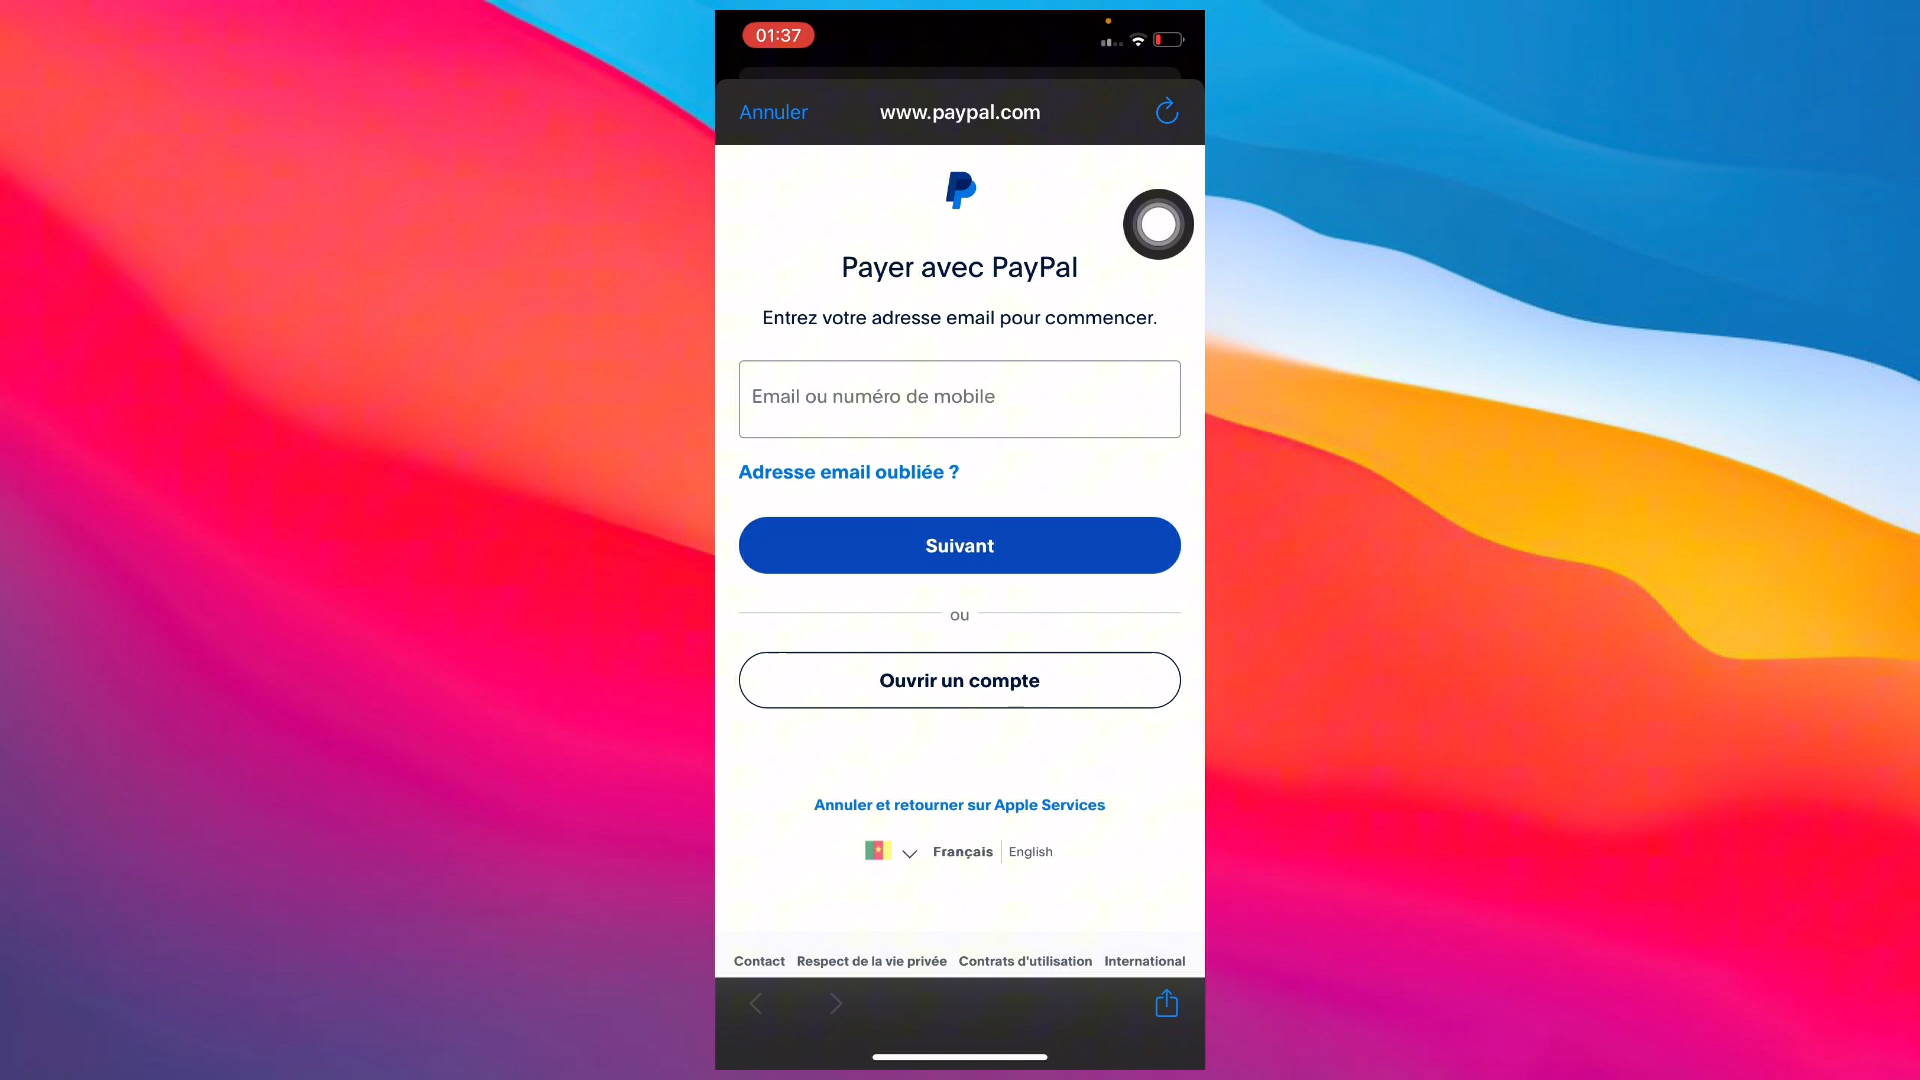 01:37
Annuler www.paypal.com
Payer avec PayPal
Entrez votre adresse email pour commencer.
Email ou numéro de mobile
Adresse email oubliée ?
Suivant
ou
Ouvrir un compte
Annuler et retourner sur Apple Services
Français English
Contact Respect de la vie privée Contrats d'utilisation International